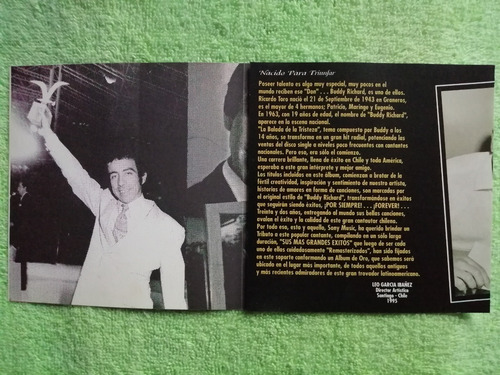 Nacido Para Triunfar
Poseer talento es algo muy especial, muy pocos en el
mundo reciben ese "Don" . . . Buddy Richard, es uno de ellos.
Ricardo Toro nació el 21 de Septiembre de 1943 en Graneros,
es el mayor de 4 hermanos; Patricio, Maringo y Eugenio.
En 1963, con 19 años de edad, el nombre de "Buddy Richard",
aparece en la escena nacional.
"La Balada de la Tristeza", tema compuesto por Buddy a los
14 años, se transforma en un gran hit radial, potenciando las
ventas del disco single a niveles poco frecuentes con cantantes
nacionales. Pero eso, era sólo el comienzo.
Una carrera brillante, llena de éxito en Chile y toda América,
esperaba a este gran intérprete y mejor amigo.
Los títulos incluidos en este álbum, comienzan a brotar de la
fértil creatividad, inspiración y sentimiento de nuestro artista,
historias de amores en forma de canciones, son marcados por
el original estilo de "Buddy Richard", transformándose en éxitos
que seguirán siendo éxitos, ¡POR SIEMPRE! . . . ¡FOREVER! . . .
Treinta y dos años, entregando al mundo sus bellas canciones,
avalan el éxito y la calidad de este gran cantautor chileno.
Por todo eso, esto y aquello, Sony Music, ha querido brindar un
Tributo a este popular cantante, compilando en un solo larga
duración, "SUS MAS GRANDES EXITOS" que luego de ser cada
uno de ellos cuidadosamente "Remasterizados", han sido fijados
en este soporte conformando un Album de Oro, que sabemos será
ubicado en el lugar más importante, de todos aquellos antiguos
y más recientes admiradores de este gran trovador latinoamericano.
LEO GARCIA IBAÑEZ
Director Artístico
Santiago - Chile
1995